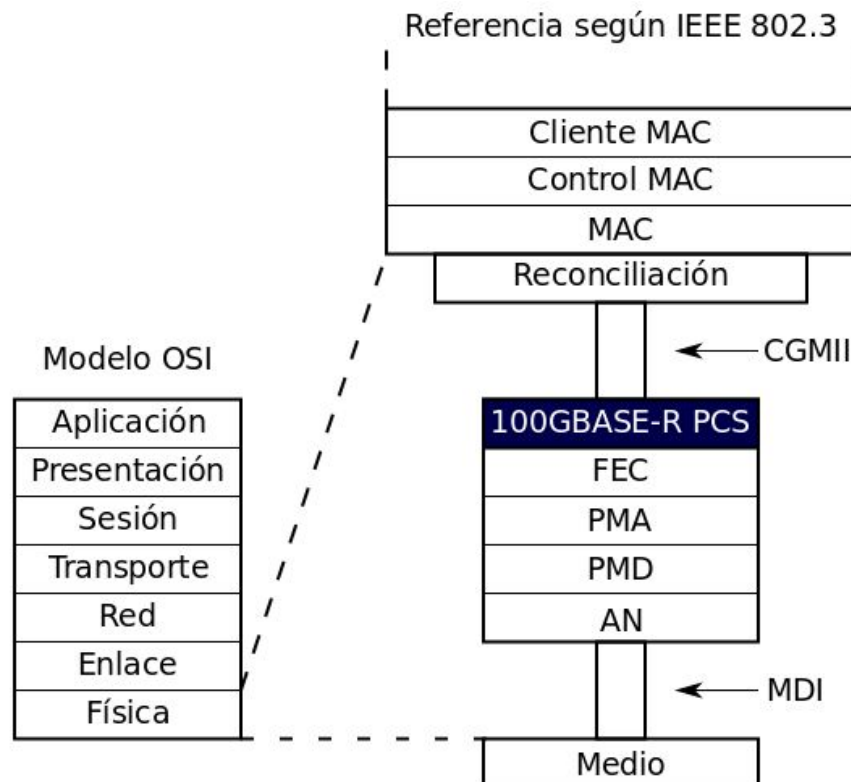 Referencia según IEEE 802.3
Cliente MAC
Control MAC
MAC
Reconciliación
CGMII
100GBASE-R PCS
FEC
PMA
PMD
AN
MDI
Medio
Modelo OSI
Aplicación
Presentación
Sesión
Transporte
Red
Enlace
Física